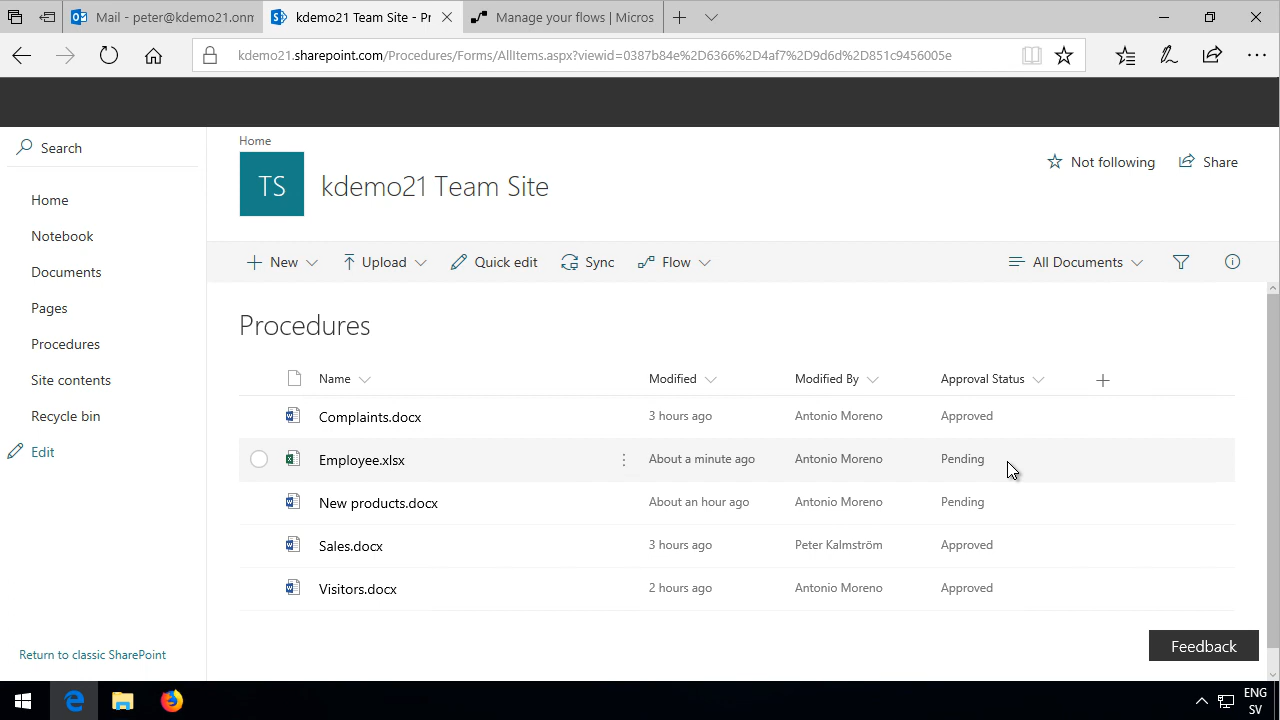 Mail - peter@kdemo21.onm
kdemo21 Team Site - Pr
Manage your flows | Micros
kdemo21.sharepoint.com/Procedures/Forms/AllItems.aspx?viewid=0387b84e%2D6366%2D4af7%2D9d6d%2D851c9456005e
Search
Home
Notebook
Documents
Pages
Procedures
Site contents
Recycle bin
Edit
Return to classic SharePoint
Home
TS
kdemo21 Team Site
Not following
Share
New
Upload
Quick edit
Sync
Flow
All Documents
Procedures
Name Modified Modified By Approval Status
Complaints.docx 3 hours ago Antonio Moreno Approved
Employee.xlsx About a minute ago Antonio Moreno Pending
New products.docx About an hour ago Antonio Moreno Pending
Sales.docx 3 hours ago Peter Kalmström Approved
Visitors.docx 2 hours ago Antonio Moreno Approved
Feedback
ENG
SV